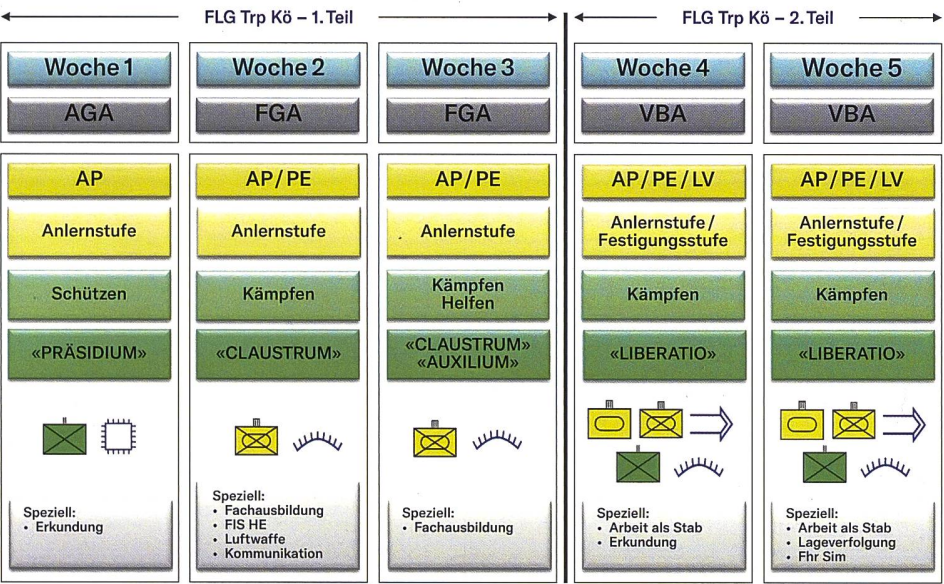 FLG Trp Kö – 1. Teil
FLG Trp Kö – 2. Teil
Woche 1
Woche 2
Woche 3
Woche 4
Woche 5
AGA
FGA
FGA
VBA
VBA
AP
AP / PE
AP / PE
AP / PE / LV
AP / PE / LV
Anlernstufe
Anlernstufe
Anlernstufe
Anlernstufe /
Festigungsstufe
Anlernstufe /
Festigungsstufe
Schützen
Kämpfen
Kämpfen
Helfen
Kämpfen
Kämpfen
«PRÄSIDIUM»
«CLAUSTRUM»
«CLAUSTRUM»
«AUXILIUM»
«LIBERATIO»
«LIBERATIO»
Speziell:
• Erkundung
Speziell:
• Fachausbildung
• FIS HE
• Luftwaffe
• Kommunikation
Speziell:
• Fachausbildung
Speziell:
• Arbeit als Stab
• Erkundung
Speziell:
• Arbeit als Stab
• Lageverfolgung
• Fhr Sim